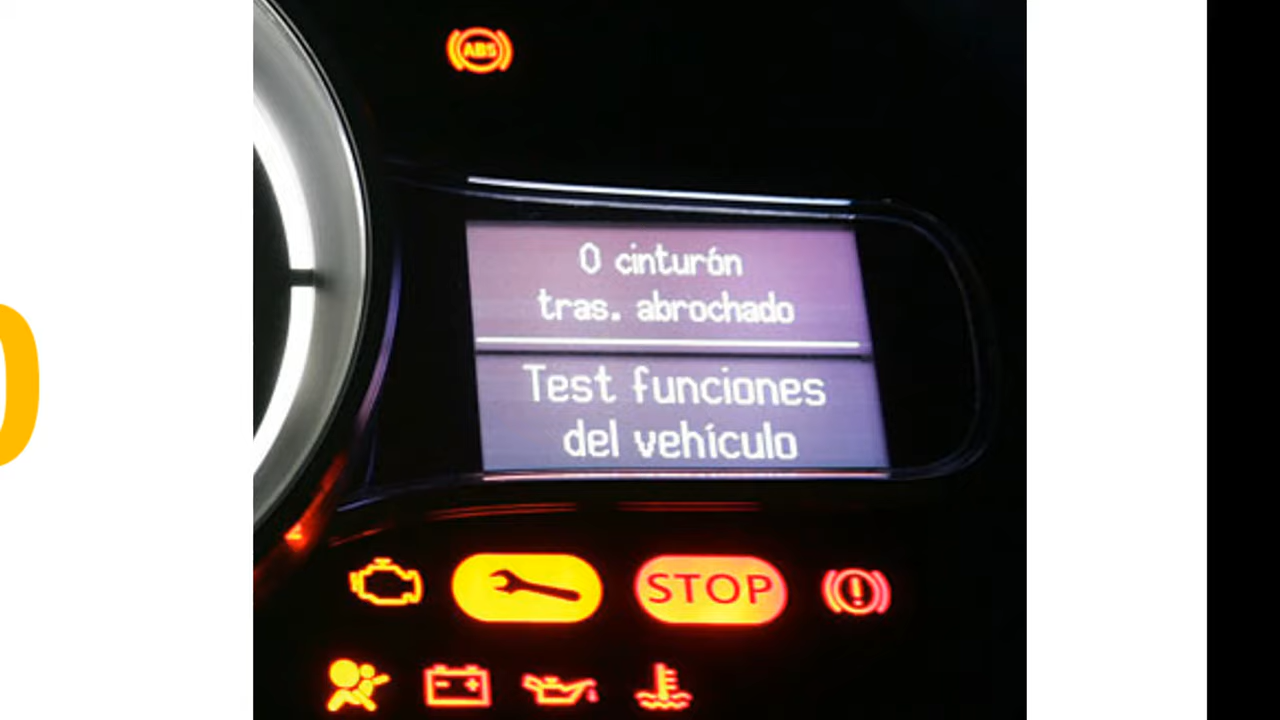 ABS
0 cinturón
tras. abrochado
Test funciones
del vehículo
STOP